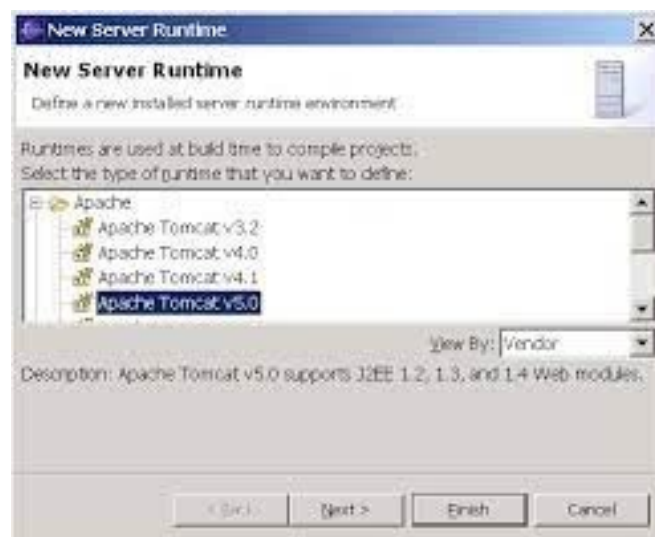 New Server Runtime
New Server Runtime
Define a new installed server runtime environment
Runtimes are used at build time to compile projects.
Select the type of runtime that you want to define:
Apache
Apache Tomcat v3.2
Apache Tomcat v4.0
Apache Tomcat v4.1
Apache Tomcat v5.0
View By: Vendor
Description: Apache Tomcat v5.0 supports J2EE 1.2, 1.3, and 1.4 Web modules.
< Back Next > Finish Cancel